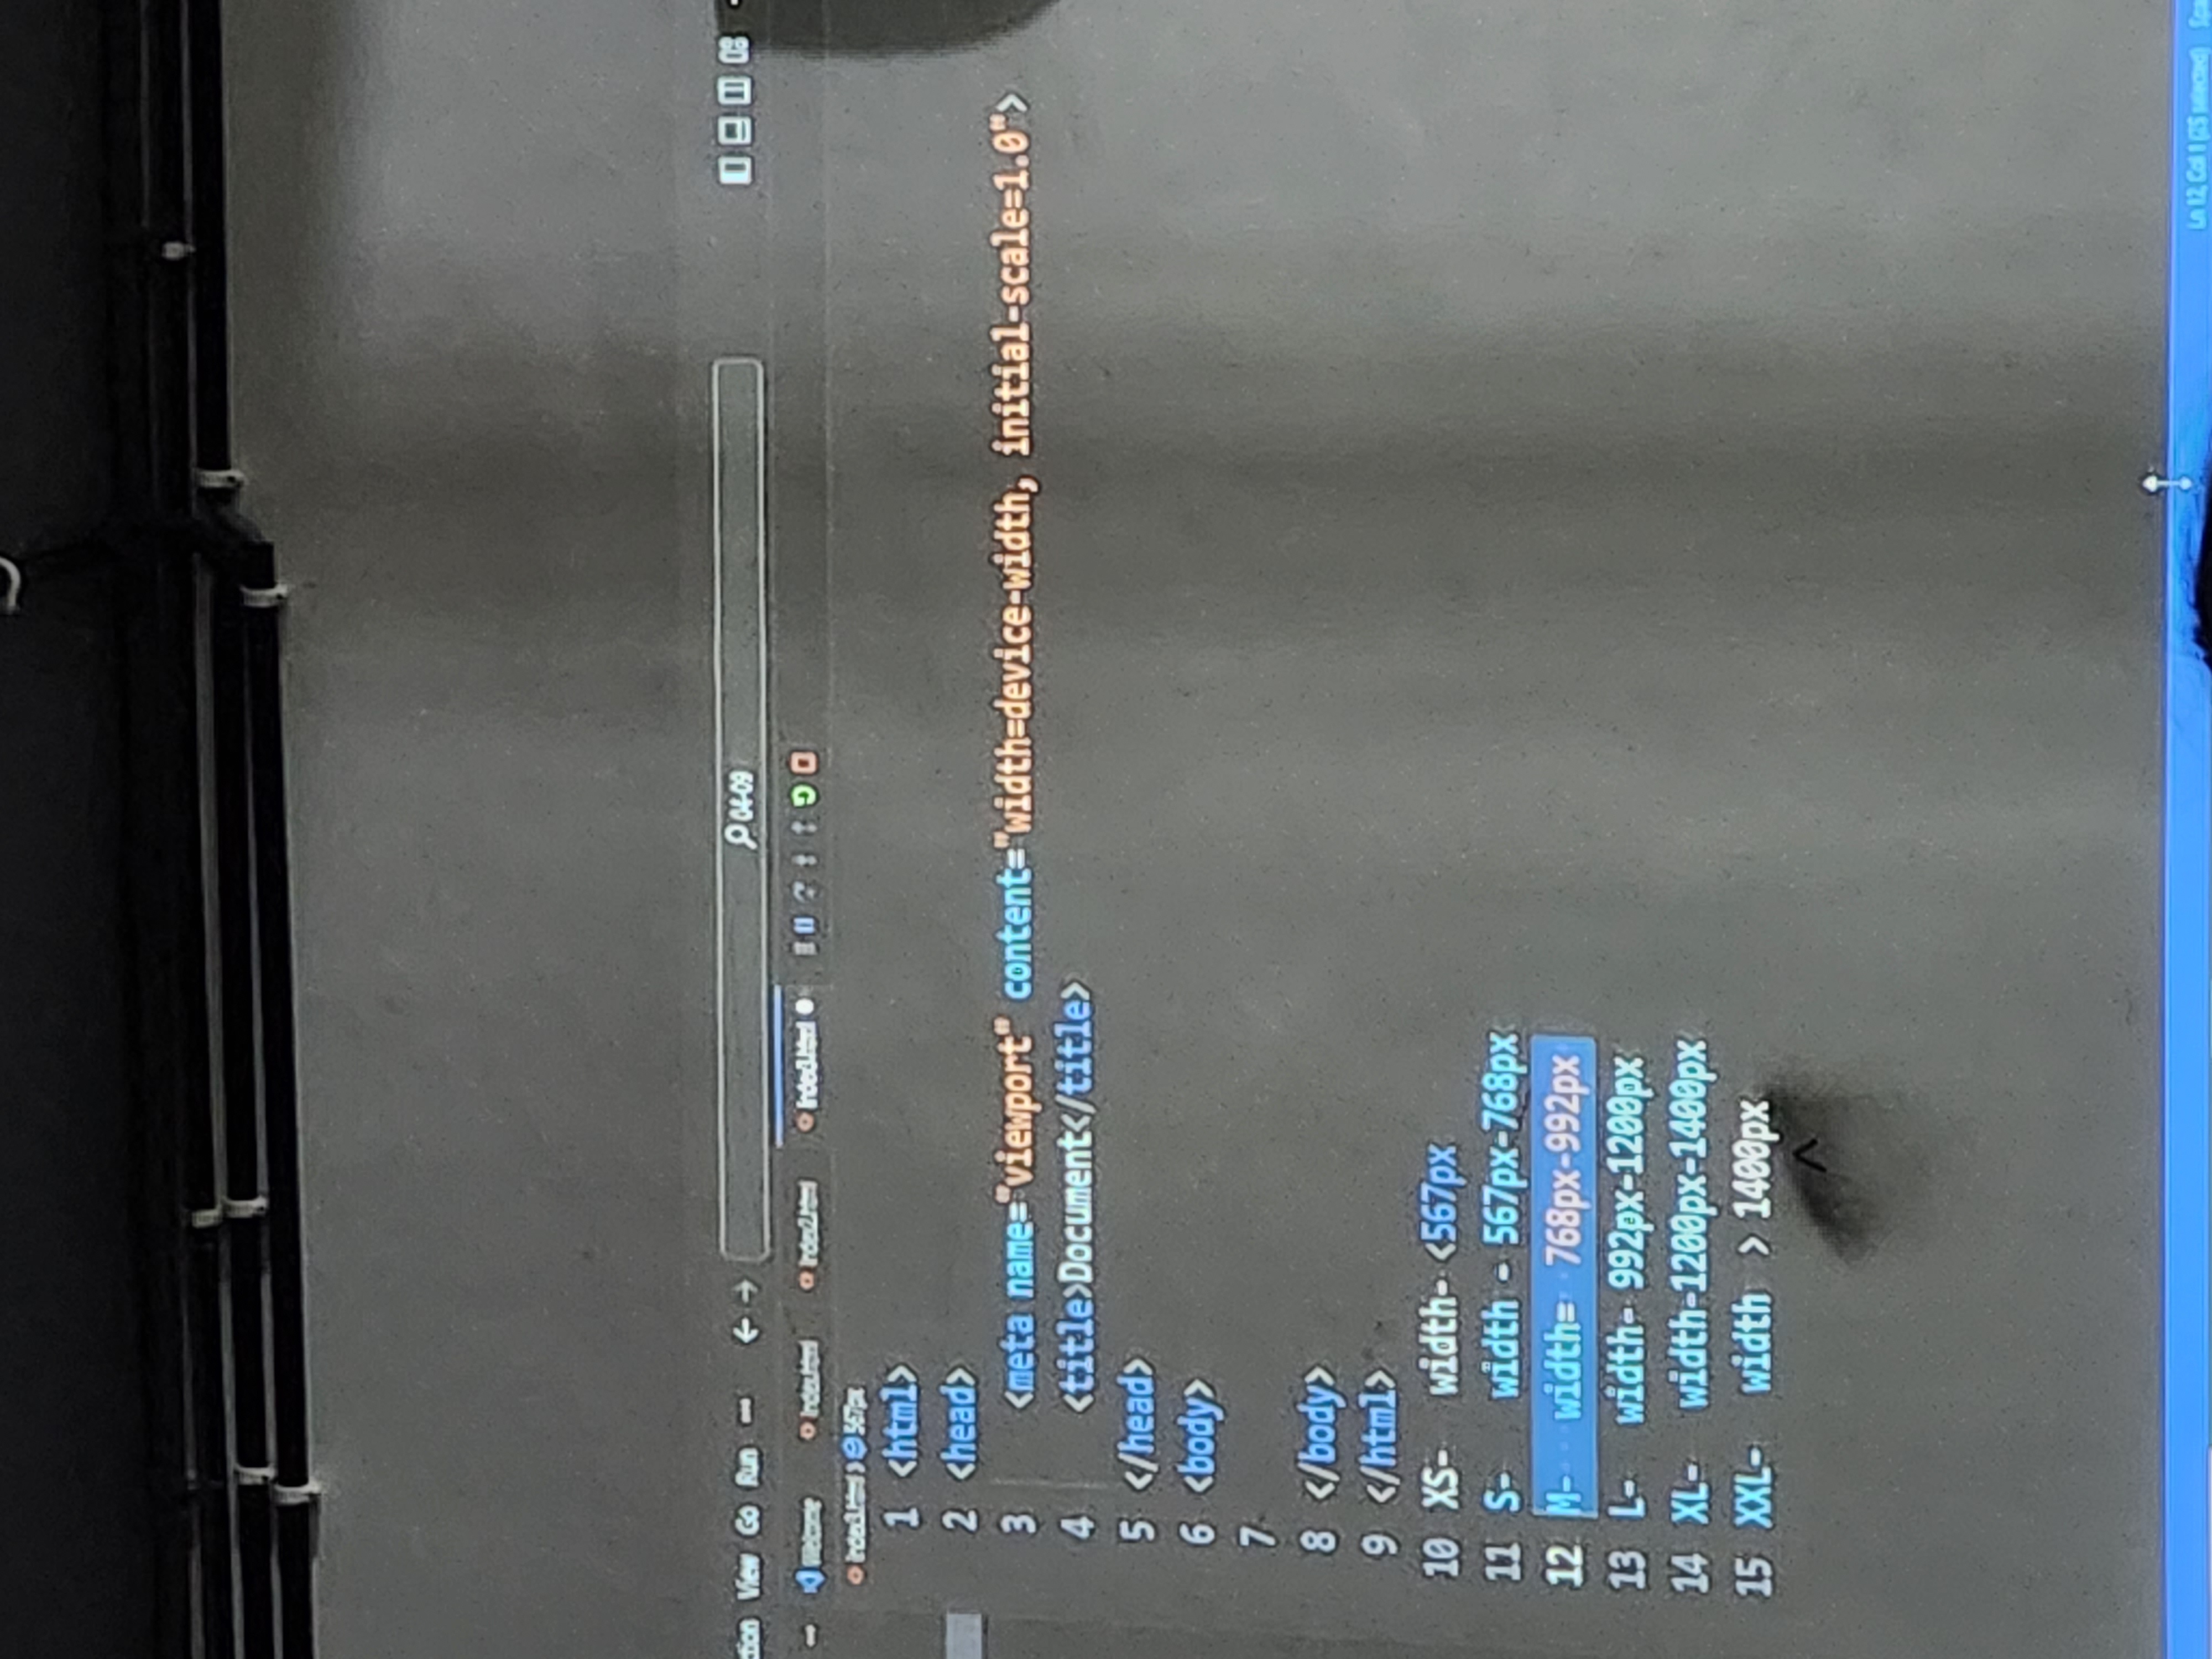 View Go Run
04-09
Welcome index.html index2.html index3.html
index3.html > 567px
1 <html>
2 <head>
3 <meta name="viewport" content="width=device-width, initial-scale=1.0">
4 <title>Document</title>
5 </head>
6 <body>
7
8 </body>
9 </html>
10 XS- width- <567px
11 S- width - 567px-768px
12 M- width= 768px-992px
13 L- width- 992px-1200px
14 XL- width-1200px-1400px
15 XXL- width > 1400px
Ln 12, Col 1 (25 selected)